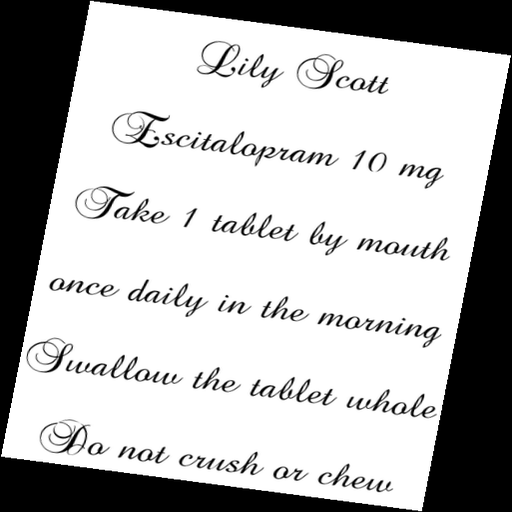 Lily Scott
Escitalopram 10 mg
Take 1 tablet by mouth
once daily in the morning
Swallow the tablet whole
Do not crush or chew